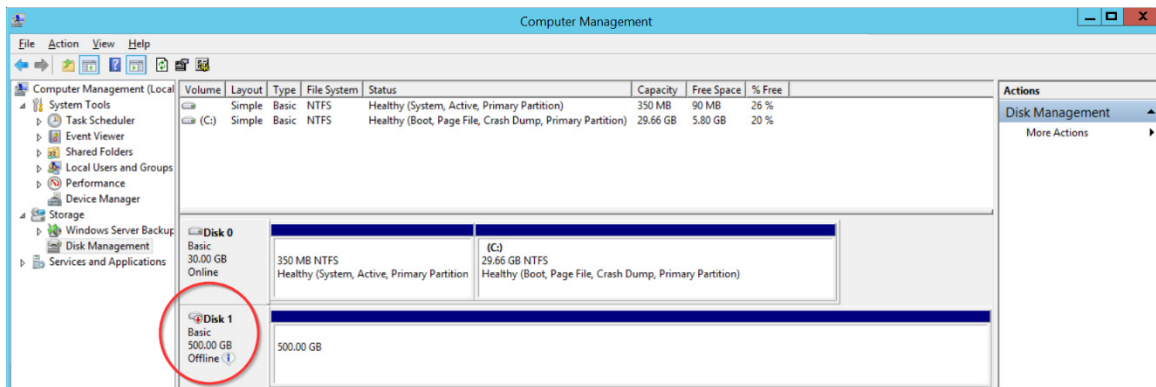 Computer Management
File Action View Help
Computer Management (Local
System Tools
Task Scheduler
Event Viewer
Shared Folders
Local Users and Groups
Performance
Device Manager
Storage
Windows Server Backup
Disk Management
Services and Applications
Volume Layout Type File System Status Capacity Free Space % Free
Simple Basic NTFS Healthy (System, Active, Primary Partition) 350 MB 90 MB 26 %
(C:) Simple Basic NTFS Healthy (Boot, Page File, Crash Dump, Primary Partition) 29.66 GB 5.80 GB 20 %
Disk 0
Basic
30.00 GB
Online
350 MB NTFS
Healthy (System, Active, Primary Partition
(C:)
29.66 GB NTFS
Healthy (Boot, Page File, Crash Dump, Primary Partition)
Disk 1
Basic
500.00 GB
Offline
500.00 GB
Actions
Disk Management
More Actions